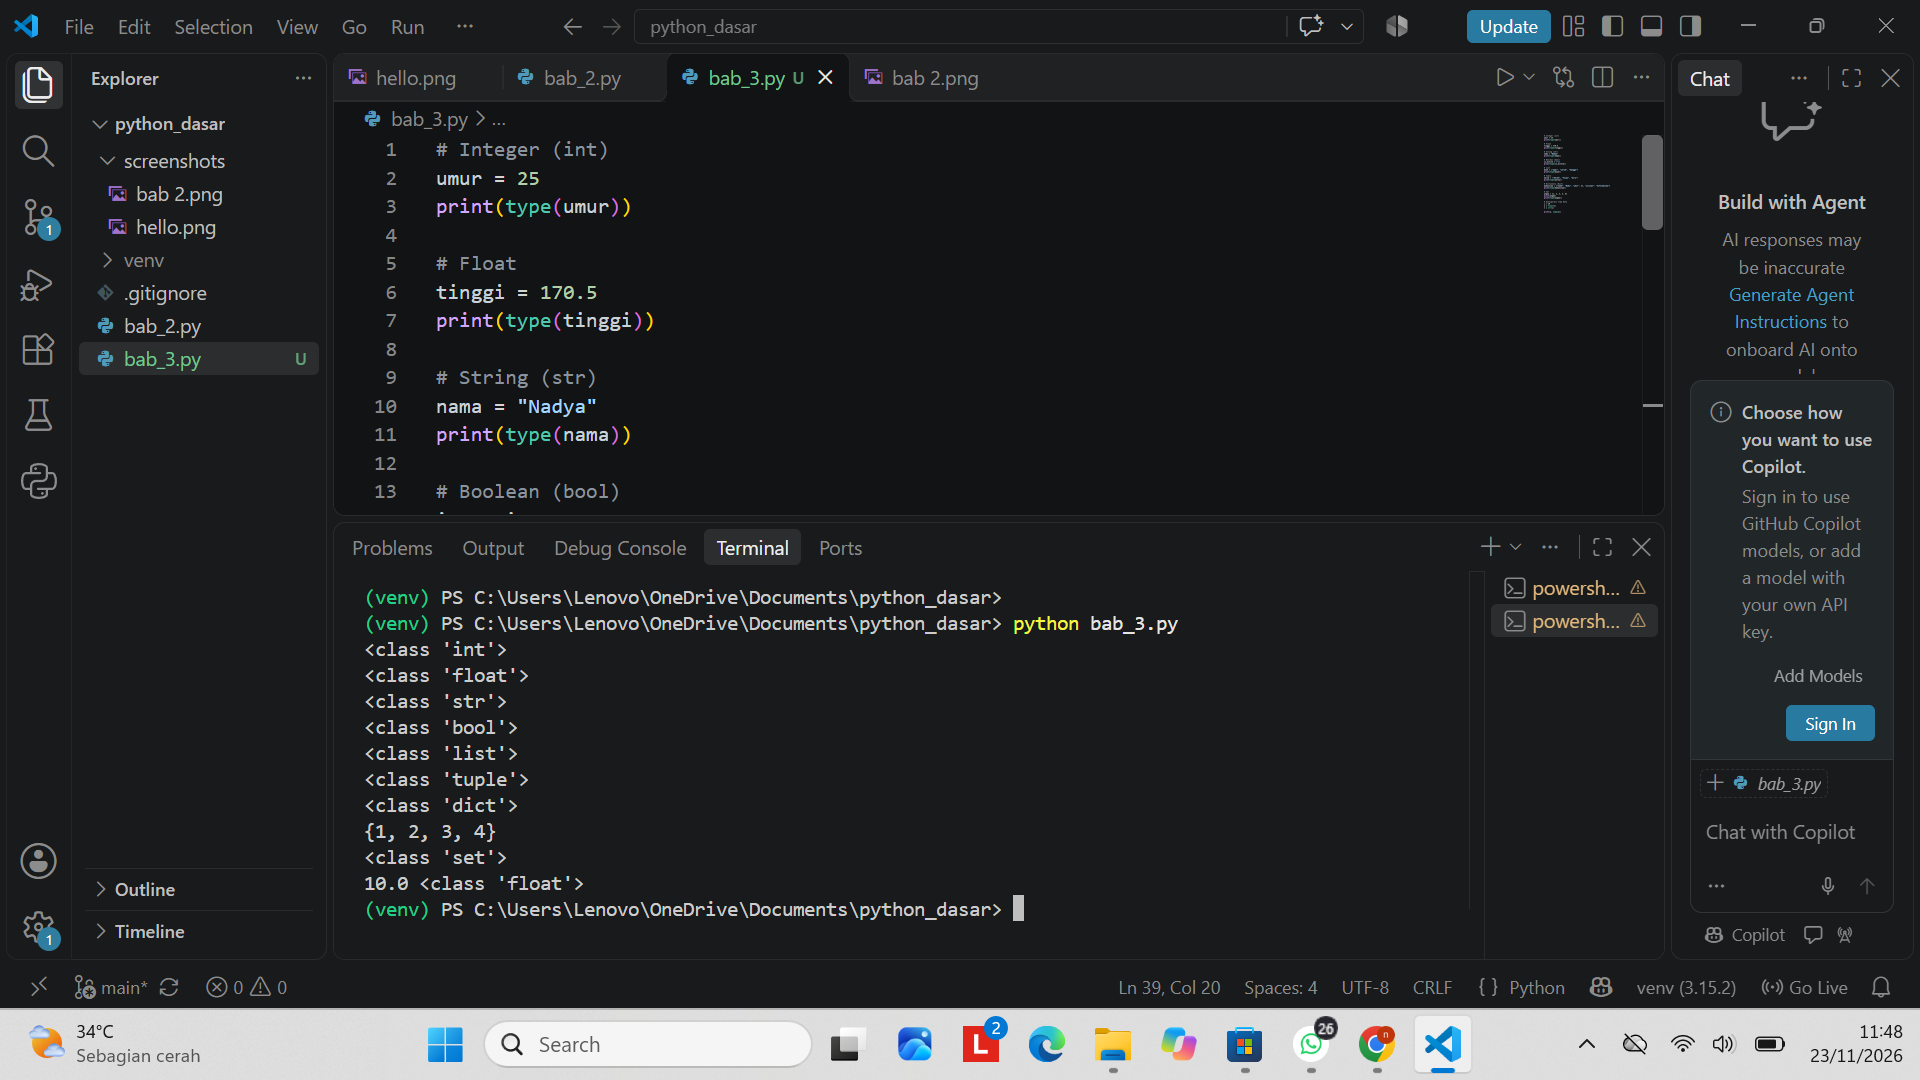 File Edit Selection View Go Run ...
python_dasar
Update
Explorer
python_dasar
screenshots
bab 2.png
hello.png
venv
.gitignore
bab_2.py
bab_3.py U
Outline
Timeline
1
1
hello.png bab_2.py bab_3.py U bab 2.png
bab_3.py > ...
1 # Integer (int)
2 umur = 25
3 print(type(umur))
4
5 # Float
6 tinggi = 170.5
7 print(type(tinggi))
8
9 # String (str)
10 nama = "Nadya"
11 print(type(nama))
12
13 # Boolean (bool)
Problems Output Debug Console Terminal Ports
(venv) PS C:\Users\Lenovo\OneDrive\Documents\python_dasar>
(venv) PS C:\Users\Lenovo\OneDrive\Documents\python_dasar> python bab_3.py
<class 'int'>
<class 'float'>
<class 'str'>
<class 'bool'>
<class 'list'>
<class 'tuple'>
<class 'dict'>
{1, 2, 3, 4}
<class 'set'>
10.0 <class 'float'>
(venv) PS C:\Users\Lenovo\OneDrive\Documents\python_dasar>
powersh...
powersh...
Chat
Build with Agent
AI responses may
be inaccurate
Generate Agent
Instructions to
onboard AI onto
Choose how
you want to use
Copilot.
Sign in to use
GitHub Copilot
models, or add
a model with
your own API
key.
Add Models
Sign In
bab_3.py
Chat with Copilot
Copilot
main* 0 0
Ln 39, Col 20 Spaces: 4 UTF-8 CRLF { } Python venv (3.15.2) Go Live
34°C
Sebagian cerah
Search
L
2
26
n
11:48
23/11/2026